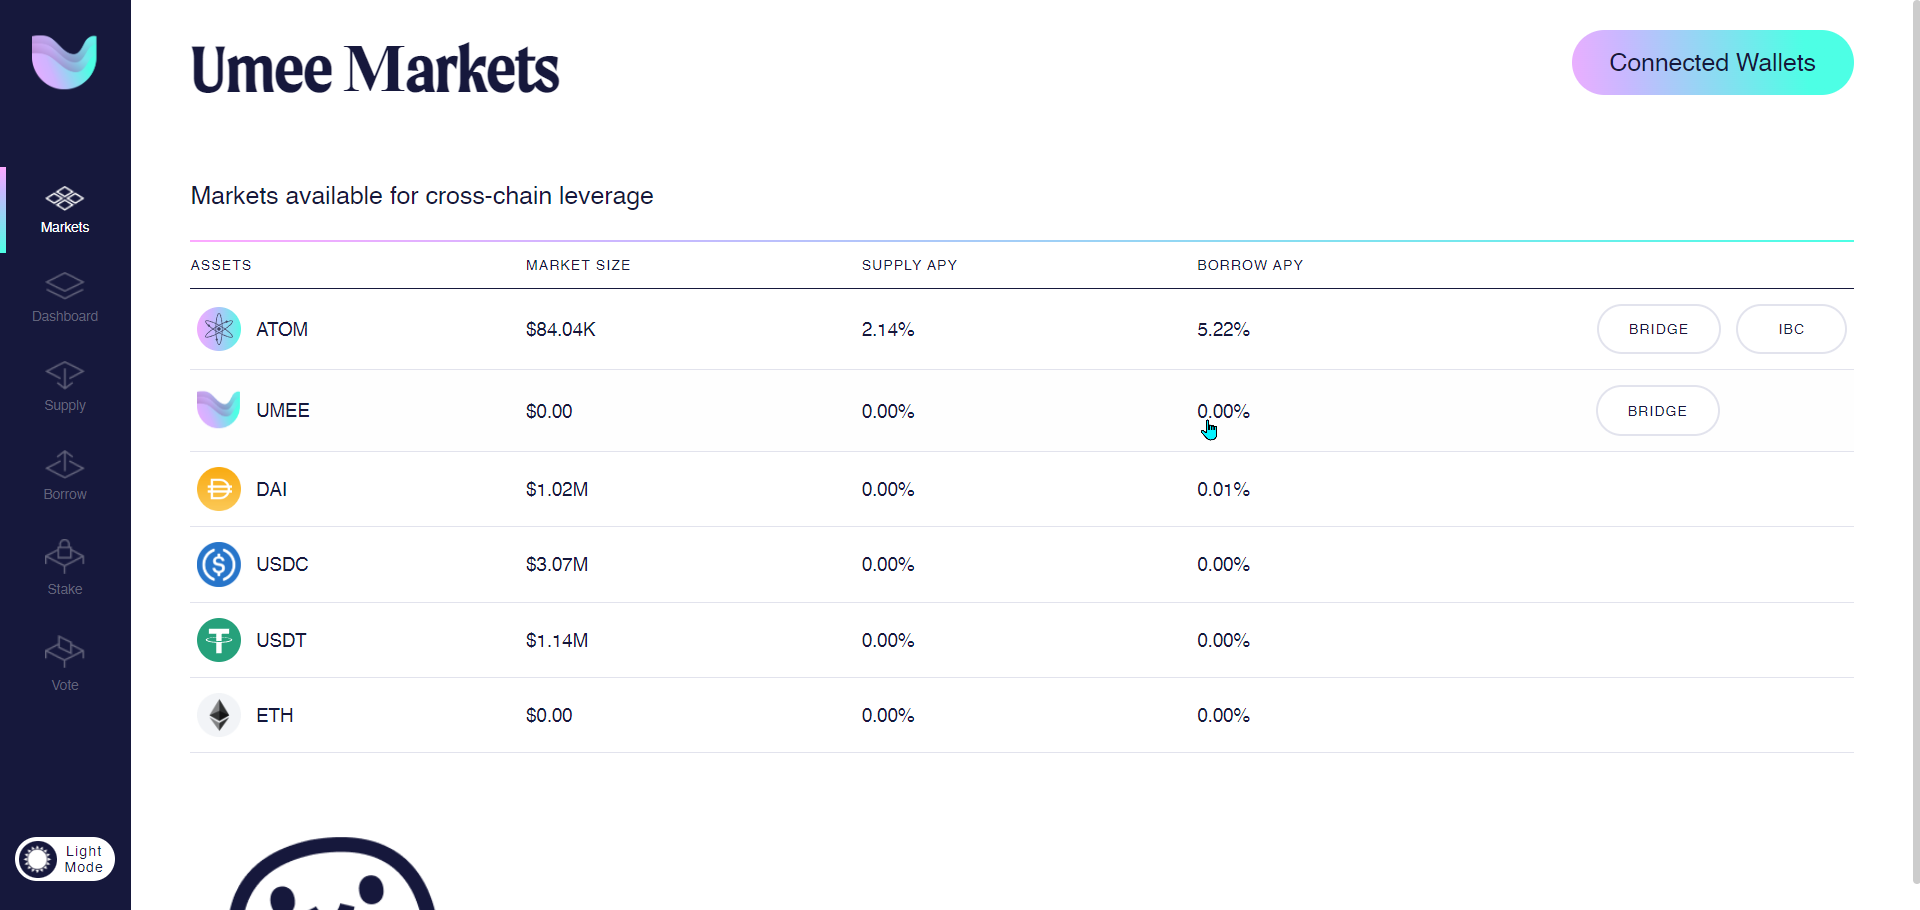 Umee Markets
Connected Wallets
Markets
Dashboard
Supply
Borrow
Stake
Vote
Light
Mode
Markets available for cross-chain leverage
ASSETS MARKET SIZE SUPPLY APY BORROW APY
ATOM $84.04K 2.14% 5.22% BRIDGE IBC
UMEE $0.00 0.00% 0.00% BRIDGE
DAI $1.02M 0.00% 0.01%
USDC $3.07M 0.00% 0.00%
USDT $1.14M 0.00% 0.00%
ETH $0.00 0.00% 0.00%